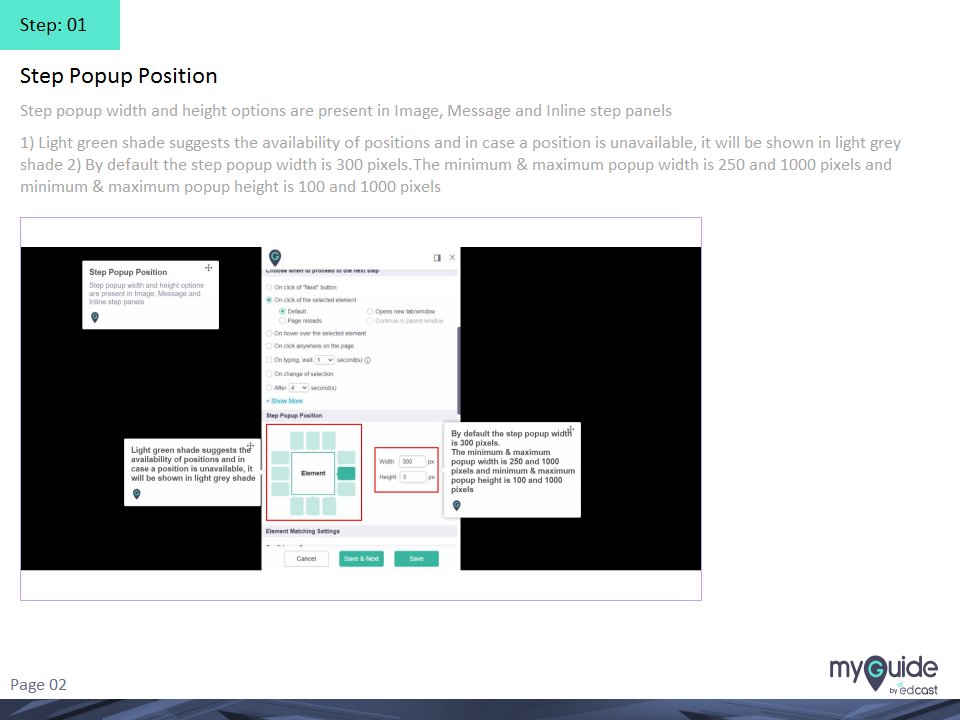 Step: 01
Step Popup Position
Step popup width and height options are present in Image, Message and Inline step panels
1) Light green shade suggests the availability of positions and in case a position is unavailable, it will be shown in light grey
shade 2) By default the step popup width is 300 pixels.The minimum & maximum popup width is 250 and 1000 pixels and
minimum & maximum popup height is 100 and 1000 pixels
Step Popup Position
Step popup width and height options
are present in Image, Message and
Inline step panels
Choose when to proceed to the next step
On click of "Next" button
On click of the selected element
Default Opens new tab/window
Page reloads Continue in parent window
On hover over the selected element
On click anywhere on the page
On typing, wait 1 second(s)
On change of selection
After 4 second(s)
+ Show More
Step Popup Position
Light green shade suggests the
availability of positions and in
case a position is unavailable, it
will be shown in light grey shade
Element
Width 300 px
Height 0 px
By default the step popup width
is 300 pixels.
The minimum & maximum
popup width is 250 and 1000
pixels and minimum & maximum
popup height is 100 and 1000
pixels
Element Matching Settings
Cancel Save & Next Save
Page 02
myGuide
by edcast